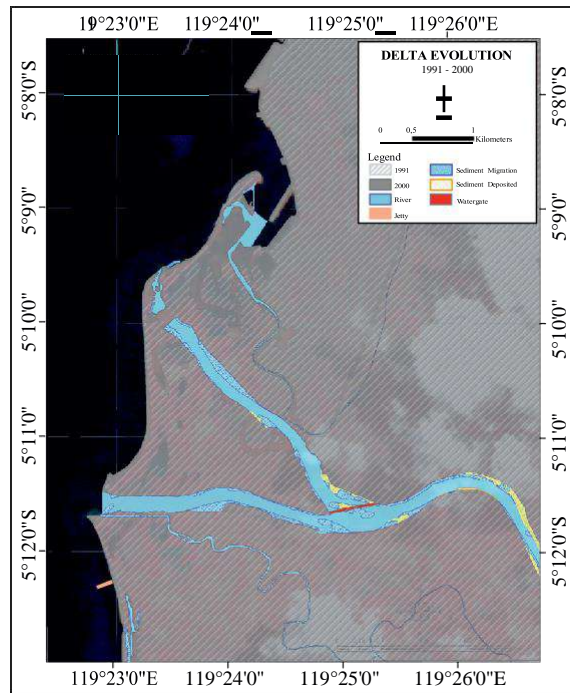 119°23'0"E 119°24'0" 119°25'0"E 119°26'0"E
DELTA EVOLUTION
1991 - 2000
0 0,5 1
Kilometers
Legend
1991
2000
River
Jetty
Sediment Migration
Sediment Deposited
Watergate
5°8'0"S
5°9'0"
5°10'0"
5°11'0"
5°12'0"S
5°8'0"S
5°9'0"S
5°10'0"S
5°11'0"S
5°12'0"S
119°23'0"E 119°24'0"E 119°25'0"E 119°26'0"E